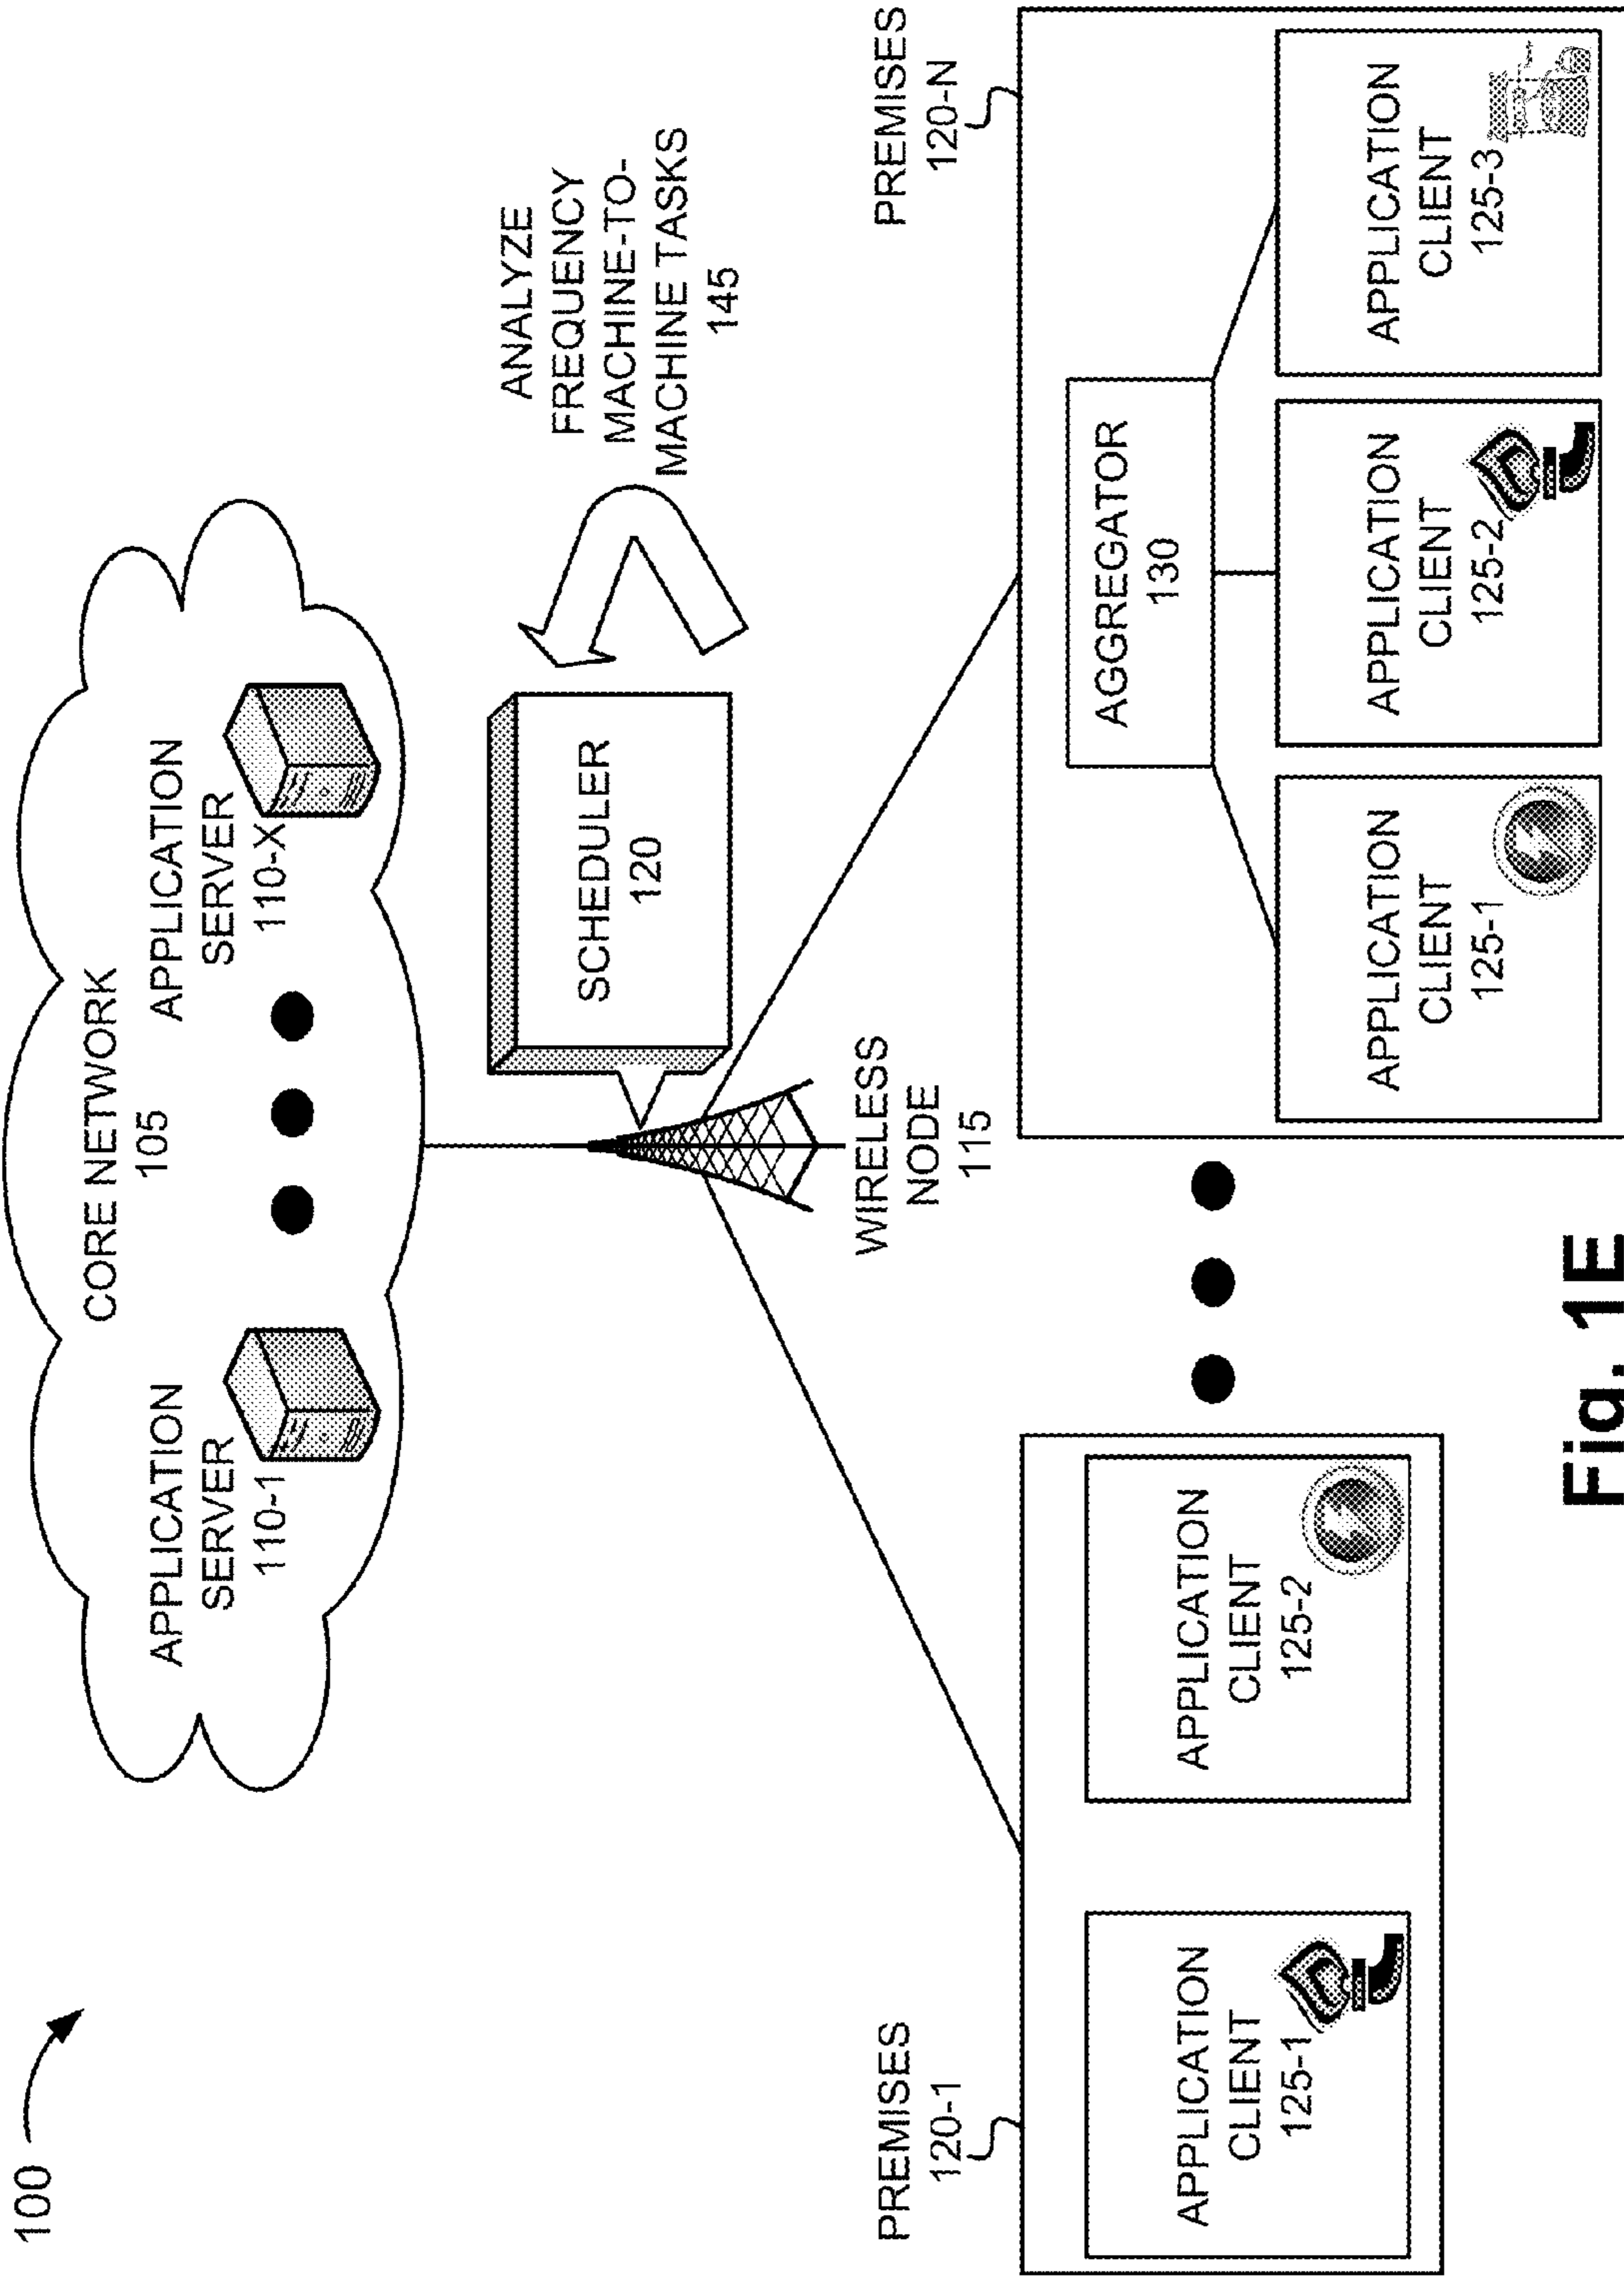 100
CORE NETWORK
105
APPLICATION
SERVER
110-1
APPLICATION
SERVER
110-X
SCHEDULER
120
ANALYZE
FREQUENCY
MACHINE-TO-
MACHINE TASKS
145
WIRELESS
NODE
115
PREMISES
120-1
APPLICATION
CLIENT
125-1
APPLICATION
CLIENT
125-2
PREMISES
120-N
AGGREGATOR
130
APPLICATION
CLIENT
125-1
APPLICATION
CLIENT
125-2
APPLICATION
CLIENT
125-3
Fig. 1E